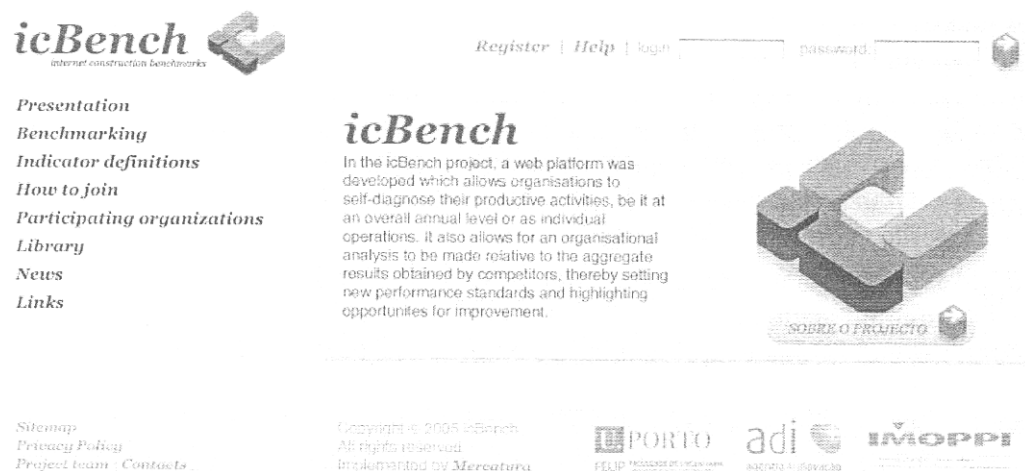 icBench
internet construction benchmarks
Register | Help | login password
Presentation
Benchmarking
Indicator definitions
How to join
Participating organizations
Library
News
Links
icBench
In the icBench project, a web platform was
developed which allows organisations to
self-diagnose their productive activities, be it at
an overall annual level or as individual
operations. It also allows for an organisational
analysis to be made relative to the aggregate
results obtained by competitors, thereby setting
new performance standards and highlighting
opportunites for improvement.
SOBRE O PROJECTO
Sitemap
Privacy Policy
Project team | Contacts
Copyright © 2005 icBench
All rights reserved
Implemented by Mercatura
U.PORTO
FEUP
adi
agência inovação
IMOPPI